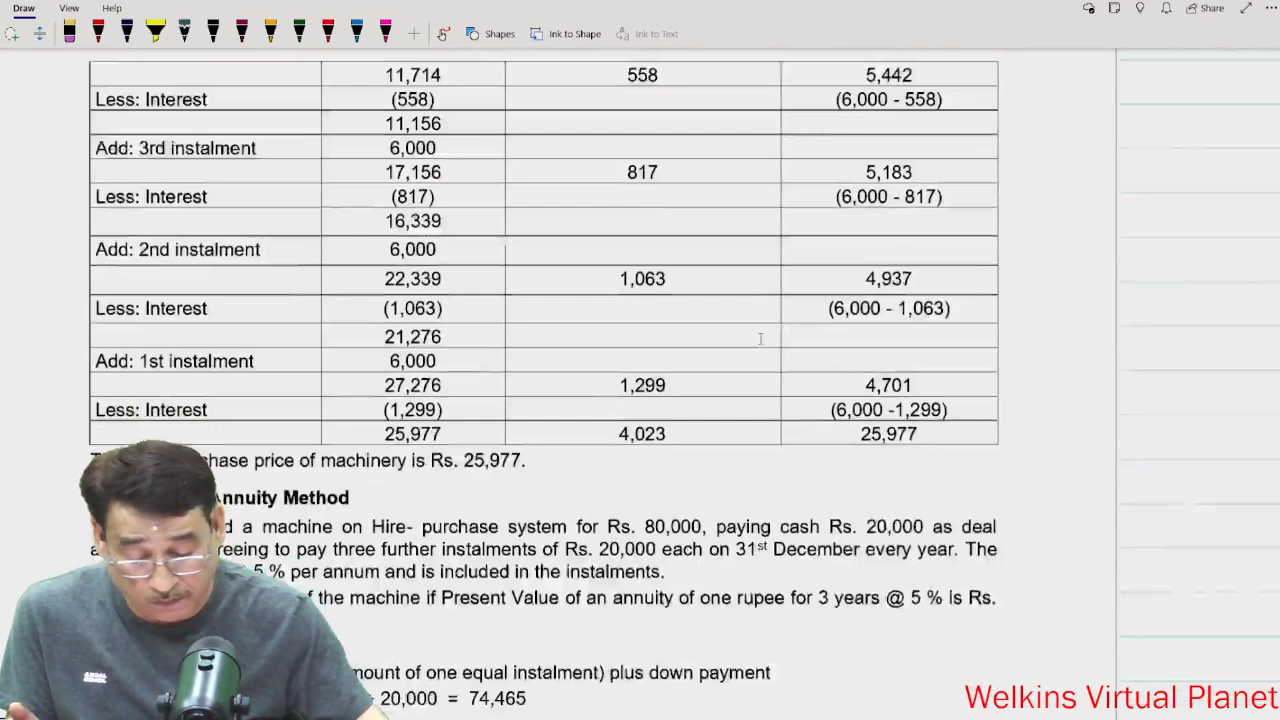 Draw View Help
Share
Shapes Ink to Shape Ink to Text
11,714 558 5,442
Less: Interest (558) (6,000 - 558)
11,156
Add: 3rd instalment 6,000
17,156 817 5,183
Less: Interest (817) (6,000 - 817)
16,339
Add: 2nd instalment 6,000
22,339 1,063 4,937
Less: Interest (1,063) (6,000 - 1,063)
21,276
Add: 1st instalment 6,000
27,276 1,299 4,701
Less: Interest (1,299) (6,000 -1,299)
25,977 4,023 25,977
price of machinery is Rs. 25,977.
Annuity Method
a machine on Hire- purchase system for Rs. 80,000, paying cash Rs. 20,000 as deal
to pay three further instalments of Rs. 20,000 each on 31st December every year. The
5 % per annum and is included in the instalments.
of the machine if Present Value of an annuity of one rupee for 3 years @ 5 % Is Rs.
of one equal instalment) plus down payment
20,000 = 74,465
Welkins Virtual Planet